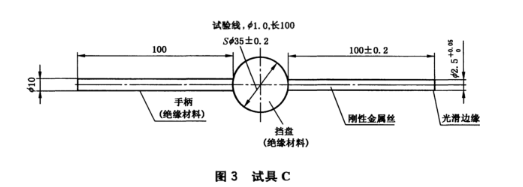 试验线，φ1.0，长100
Sφ35±0.2
100
100±0.2
φ10
φ2.5 +0.05 0
手柄
(绝缘材料)
挡盘
(绝缘材料)
刚性金属丝
光滑边缘
图3 试具C